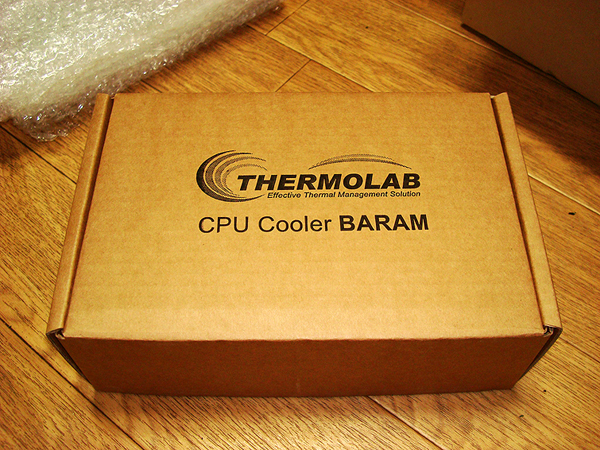 THERMOLAB
Effective Thermal Management Solution
CPU Cooler BARAM